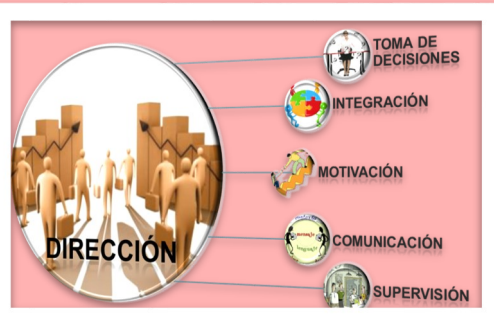 TOMA DE
DECISIONES
INTEGRACIÓN
MOTIVACIÓN
DIRECCIÓN
COMUNICACIÓN
SUPERVISIÓN